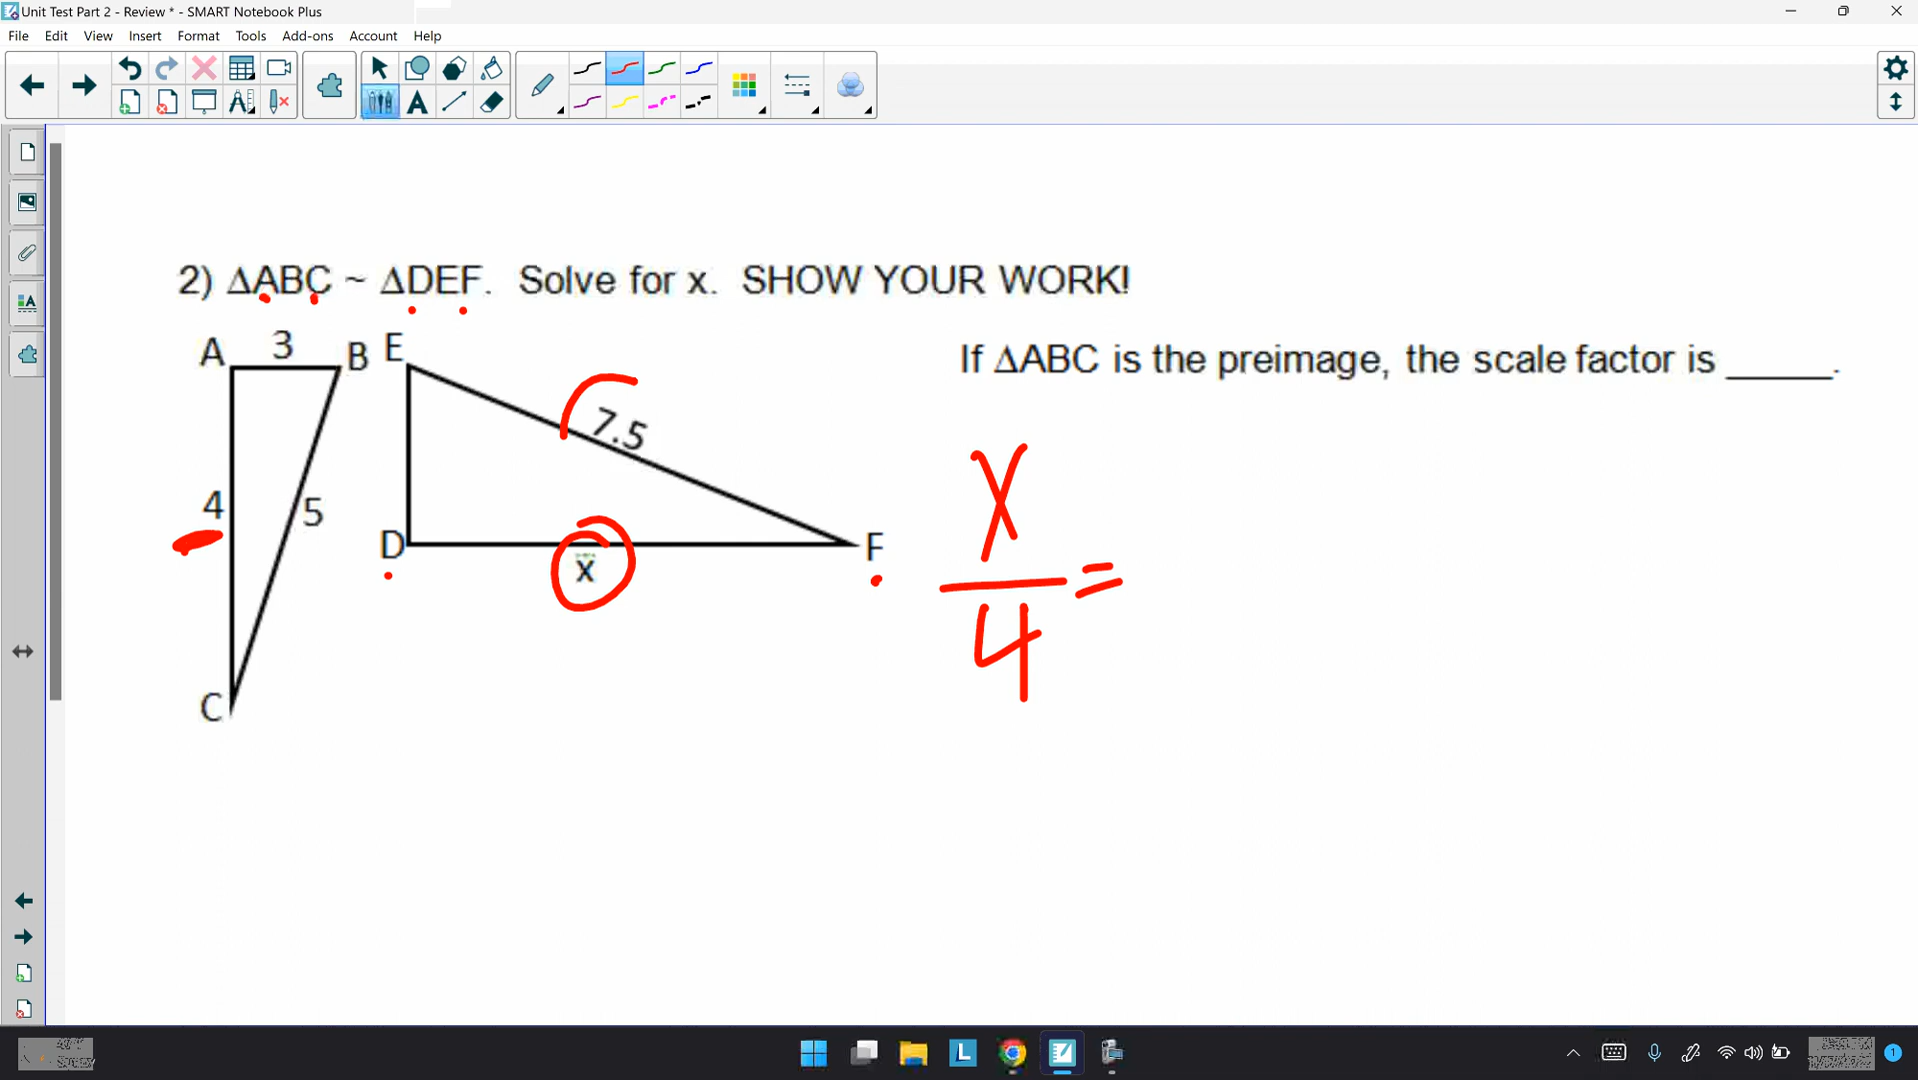 Unit Test Part 2 - Review * - SMART Notebook Plus
File Edit View Insert Format Tools Add-ons Account Help
2) ΔABC ~ ΔDEF. Solve for x. SHOW YOUR WORK!
If ΔABC is the preimage, the scale factor is _____.
A 3 B E
7.5
4 5
D x F
C
x
4 =
L
1